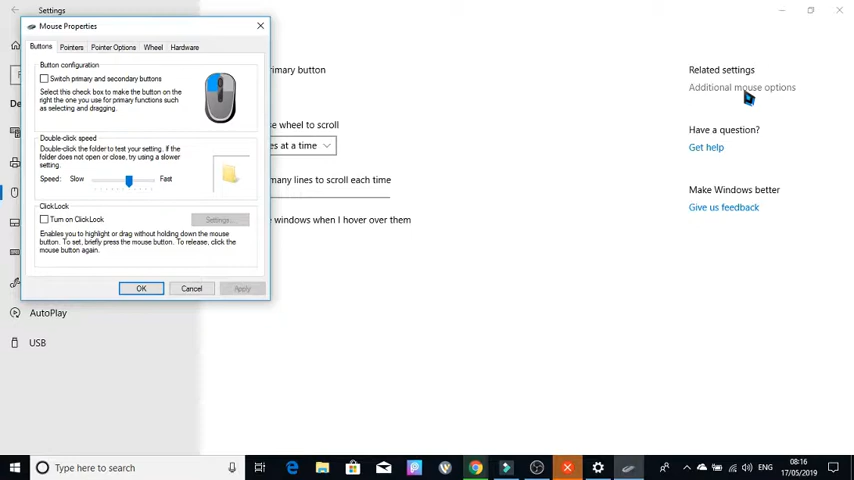 Settings
Mouse Properties
Buttons
Pointers
Pointer Options
Wheel
Hardware
Button configuration
Switch primary and secondary buttons
Select this check box to make the button on the
right the one you use for primary functions such
as selecting and dragging.
Double-click speed
Double-click the folder to test your setting. If the
folder does not open or close, try using a slower
setting.
Speed: Slow Fast
ClickLock
Turn on ClickLock
Settings...
Enables you to highlight or drag without holding down the mouse
button. To set, briefly press the mouse button. To release, click the
mouse button again.
OK
Cancel
Apply
De
rimary button
se wheel to scroll
es at a time
many lines to scroll each time
e windows when I hover over them
AutoPlay
USB
Related settings
Additional mouse options
Have a question?
Get help
Make Windows better
Give us feedback
Type here to search
ENG
08:16
17/05/2019